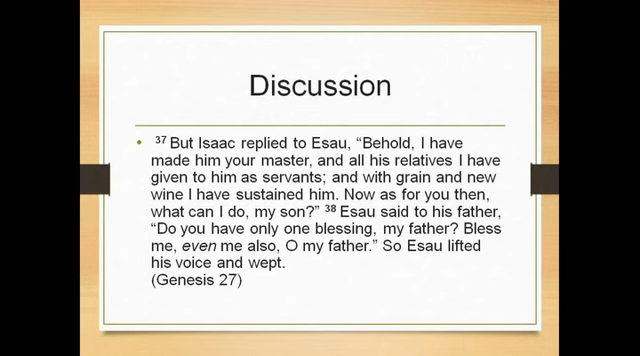 Discussion
• ³⁷ But Isaac replied to Esau, “Behold, I have
made him your master, and all his relatives I have
given to him as servants; and with grain and new
wine I have sustained him. Now as for you then,
what can I do, my son?” ³⁸ Esau said to his father,
“Do you have only one blessing, my father? Bless
me, even me also, O my father.” So Esau lifted
his voice and wept.
(Genesis 27)